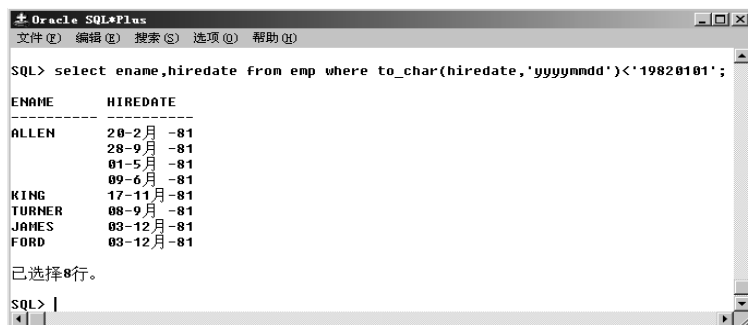 Oracle SQL*Plus
文件(F) 编辑(E) 搜索(S) 选项(O) 帮助(H)
SQL> select ename,hiredate from emp where to_char(hiredate,'yyyymmdd')<'19820101';
ENAME HIREDATE
---------- ----------
ALLEN 20-2月 -81
28-9月 -81
01-5月 -81
09-6月 -81
KING 17-11月-81
TURNER 08-9月 -81
JAMES 03-12月-81
FORD 03-12月-81
已选择8行。
SQL>